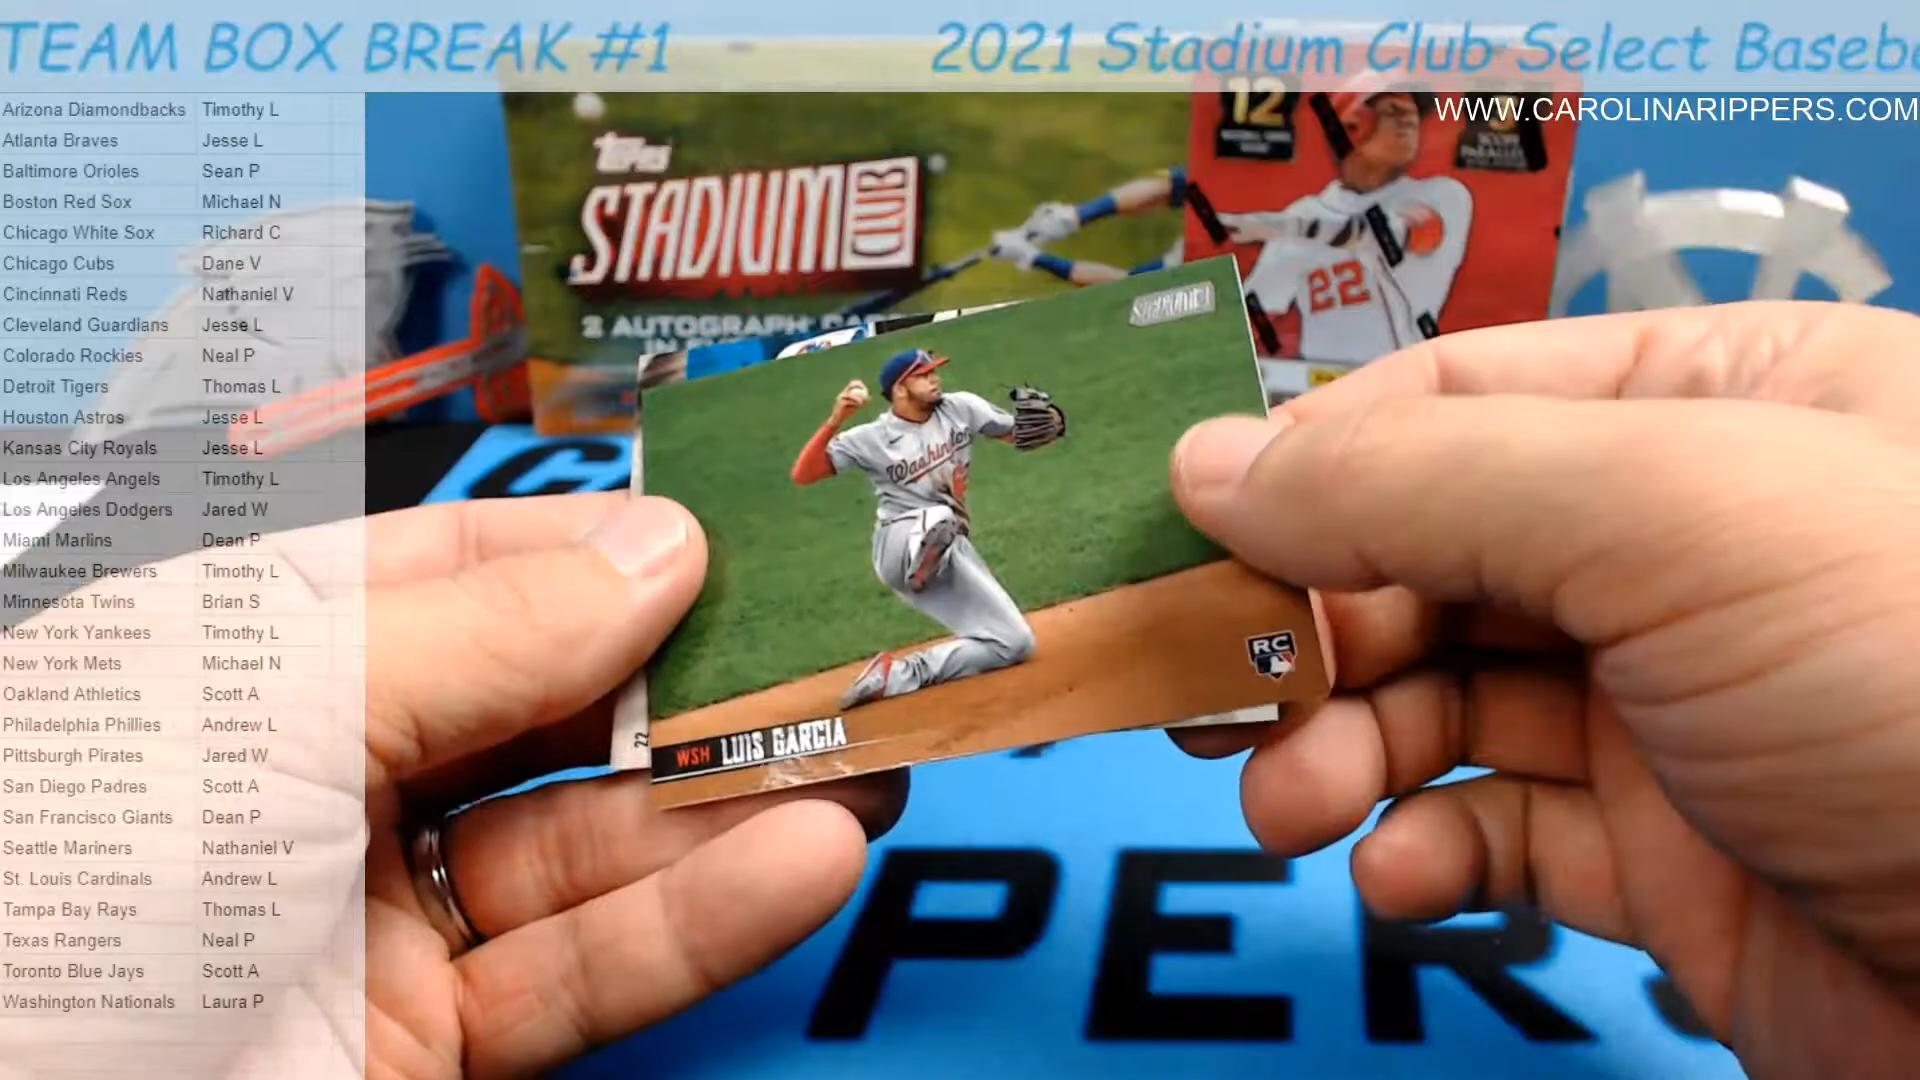 TEAM BOX BREAK #1
2021 Stadium Club Select Baseba
WWW.CAROLINARIPPERS.COM
Arizona Diamondbacks Timothy L
Atlanta Braves Jesse L
Baltimore Orioles Sean P
Boston Red Sox Michael N
Chicago White Sox Richard C
Chicago Cubs Dane V
Cincinnati Reds Nathaniel V
Cleveland Guardians Jesse L
Colorado Rockies Neal P
Detroit Tigers Thomas L
Houston Astros Jesse L
Kansas City Royals Jesse L
Los Angeles Angels Timothy L
Los Angeles Dodgers Jared W
Miami Marlins Dean P
Milwaukee Brewers Timothy L
Minnesota Twins Brian S
New York Yankees Timothy L
New York Mets Michael N
Oakland Athletics Scott A
Philadelphia Phillies Andrew L
Pittsburgh Pirates Jared W
San Diego Padres Scott A
San Francisco Giants Dean P
Seattle Mariners Nathaniel V
St. Louis Cardinals Andrew L
Tampa Bay Rays Thomas L
Texas Rangers Neal P
Toronto Blue Jays Scott A
Washington Nationals Laura P
Topps
STADIUM CLUB
2 AUTOGRAPH
12
PARALLEL
22
Washington
RC
WSH LUIS GARCIA
22
PERS